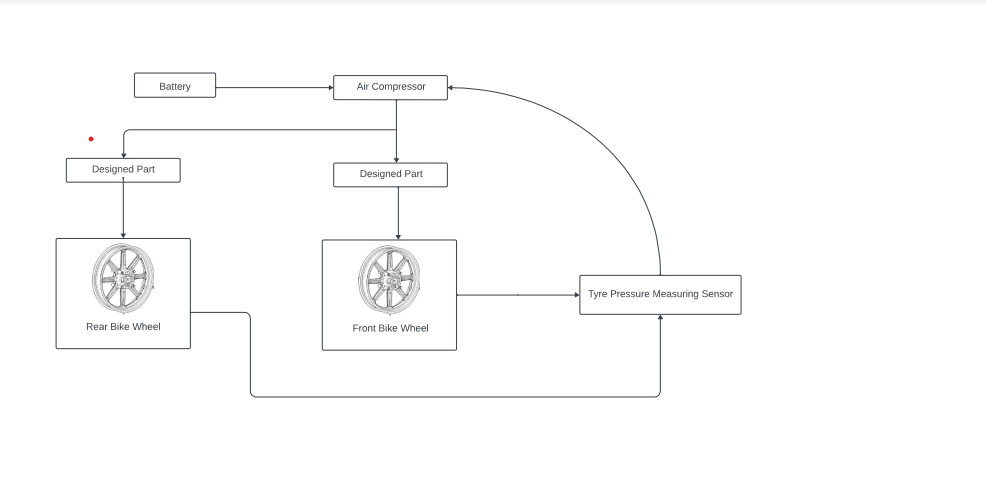 Battery
Air Compressor
Designed Part
Designed Part
Rear Bike Wheel
Front Bike Wheel
Tyre Pressure Measuring Sensor